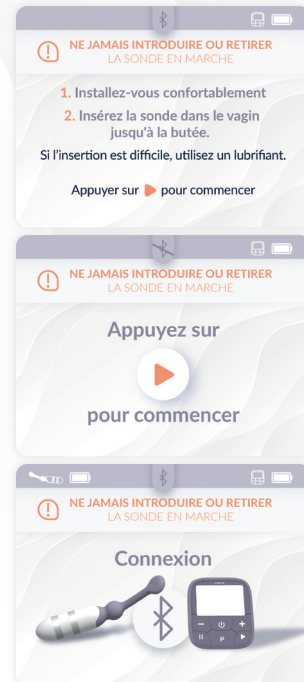 NE JAMAIS INTRODUIRE OU RETIRER
LA SONDE EN MARCHE
1. Installez-vous confortablement
2. Insérez la sonde dans le vagin
jusqu'à la butée.
Si l'insertion est difficile, utilisez un lubrifiant.
Appuyer sur pour commencer
NE JAMAIS INTRODUIRE OU RETIRER
LA SONDE EN MARCHE
Appuyez sur
pour commencer
NE JAMAIS INTRODUIRE OU RETIRER
LA SONDE EN MARCHE
Connexion
P